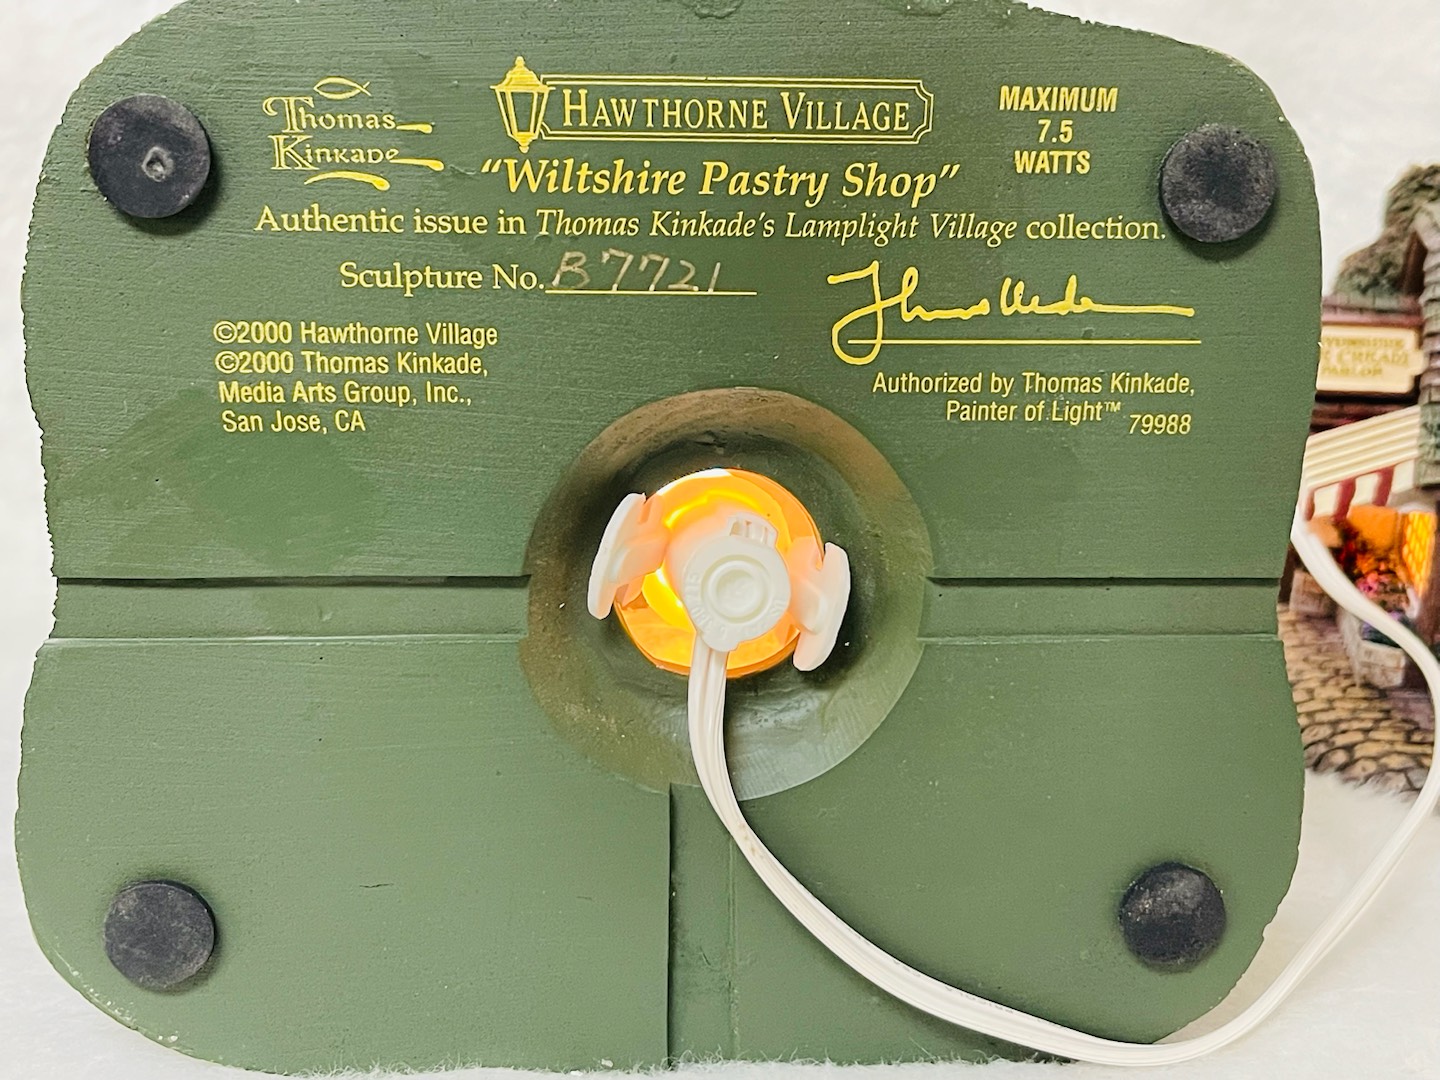 Thomas
Kinkade
HAWTHORNE VILLAGE
MAXIMUM
7.5
WATTS
“Wiltshire Pastry Shop”
Authentic issue in Thomas Kinkade's Lamplight Village collection.
Sculpture No. B7721
©2000 Hawthorne Village
©2000 Thomas Kinkade,
Media Arts Group, Inc.,
San Jose, CA
Authorized by Thomas Kinkade,
Painter of Light™ 79988